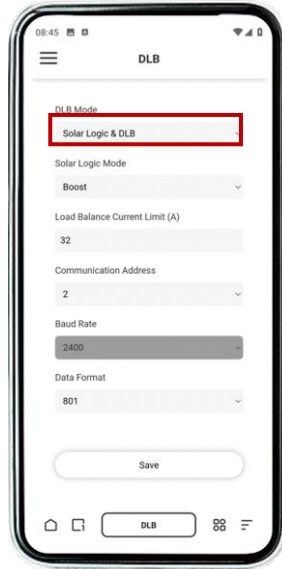 08:45
DLB
DLB Mode
Solar Logic & DLB
Solar Logic Mode
Boost
Load Balance Current Limit (A)
32
Communication Address
2
Baud Rate
2400
Data Format
801
Save
DLB